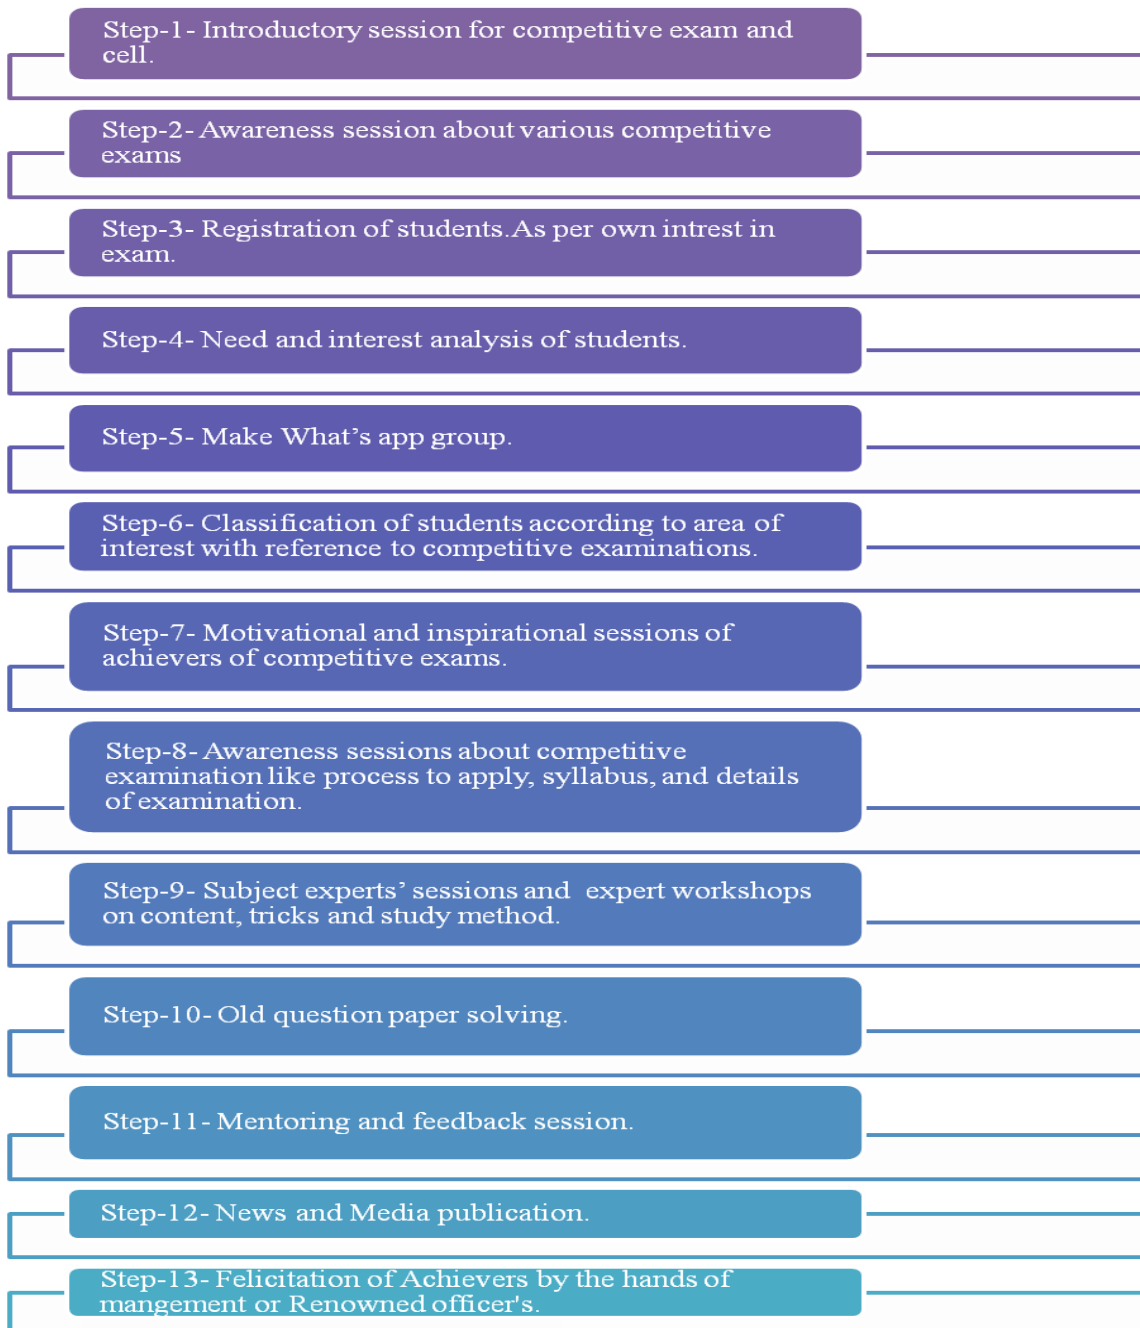 Step-1- Introductory session for competitive exam and
cell.
Step-2- Awareness session about various competitive
exams
Step-3- Registration of students.As per own intrest in
exam.
Step-4- Need and interest analysis of students.
Step-5- Make What’s app group.
Step-6- Classification of students according to area of
interest with reference to competitive examinations.
Step-7- Motivational and inspirational sessions of
achievers of competitive exams.
Step-8- Awareness sessions about competitive
examination like process to apply, syllabus, and details
of examination.
Step-9- Subject experts’ sessions and  expert workshops
on content, tricks and study method.
Step-10- Old question paper solving.
Step-11- Mentoring and feedback session.
Step-12- News and Media publication.
Step-13- Felicitation of Achievers by the hands of
mangement or Renowned officer's.